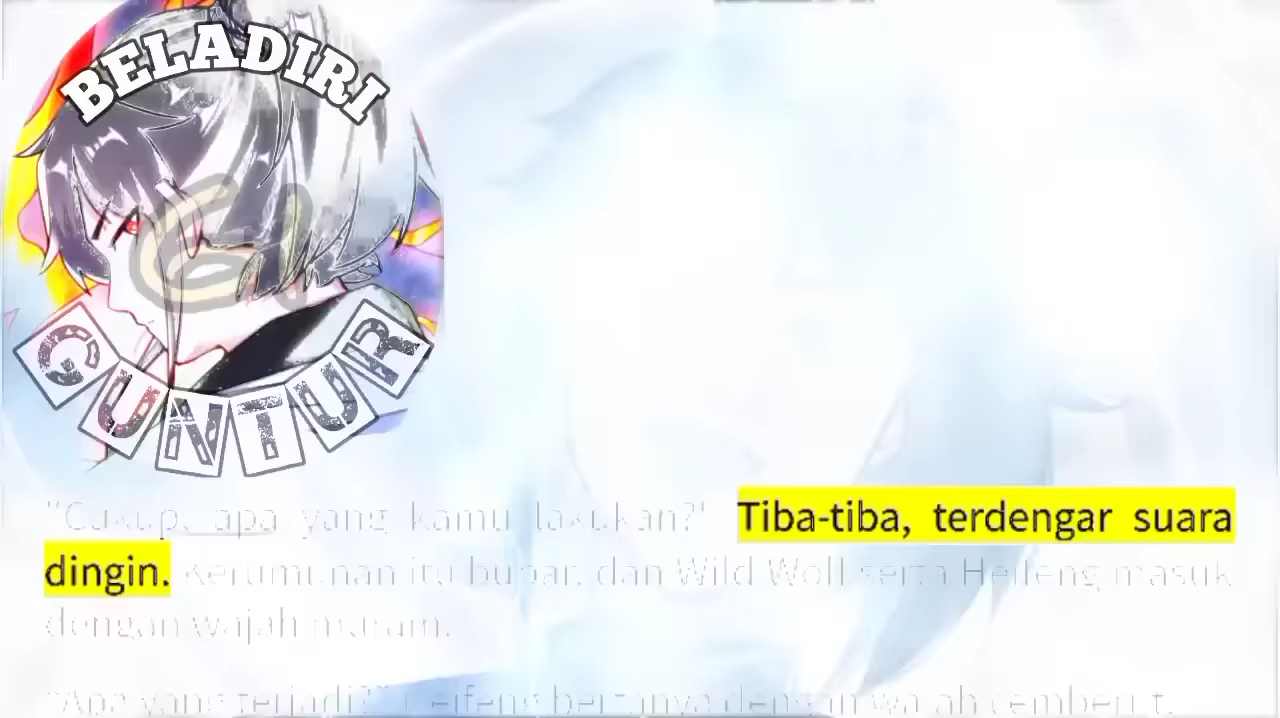 BELADIRI
GUNTUR
"Cukup, apa yang kamu lakukan?" Tiba-tiba, terdengar suara
dingin. Kerumunan itu bubar, dan Wild Wolf serta Heifeng masuk
dengan wajah muram.
"Apa yang terjadi?" Heifeng bertanya dengan wajah cemberut.